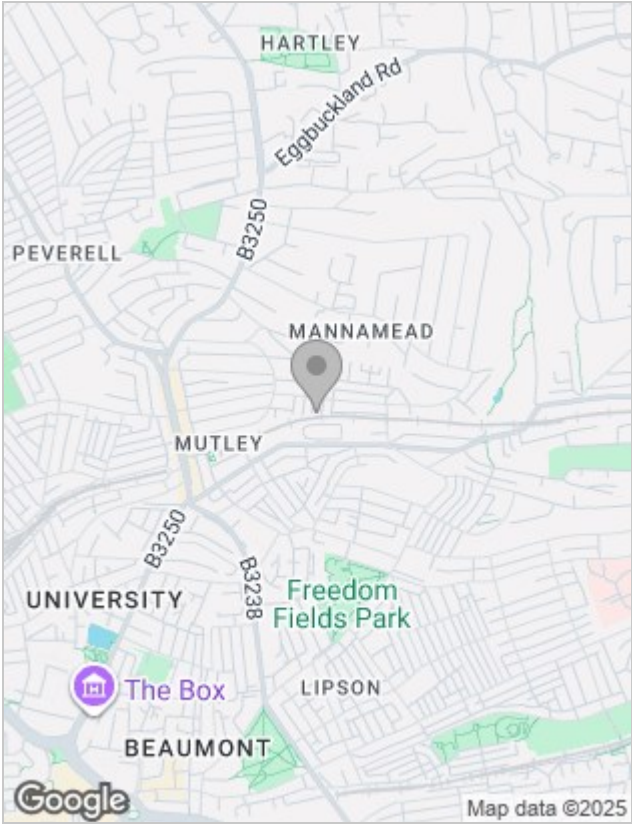 HARTLEY
Eggbuckland Rd
B3250
PEVERELL
MANNAMEAD
MUTLEY
B3250
B3238
UNIVERSITY
Freedom
Fields Park
The Box
LIPSON
BEAUMONT
Google
Map data ©2025